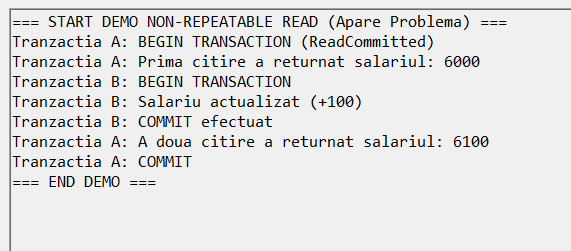 === START DEMO NON-REPEATABLE READ (Apare Problema) ===
Tranzactia A: BEGIN TRANSACTION (ReadCommitted)
Tranzactia A: Prima citire a returnat salariul: 6000
Tranzactia B: BEGIN TRANSACTION
Tranzactia B: Salariu actualizat (+100)
Tranzactia B: COMMIT efectuat
Tranzactia A: A doua citire a returnat salariul: 6100
Tranzactia A: COMMIT
=== END DEMO ===